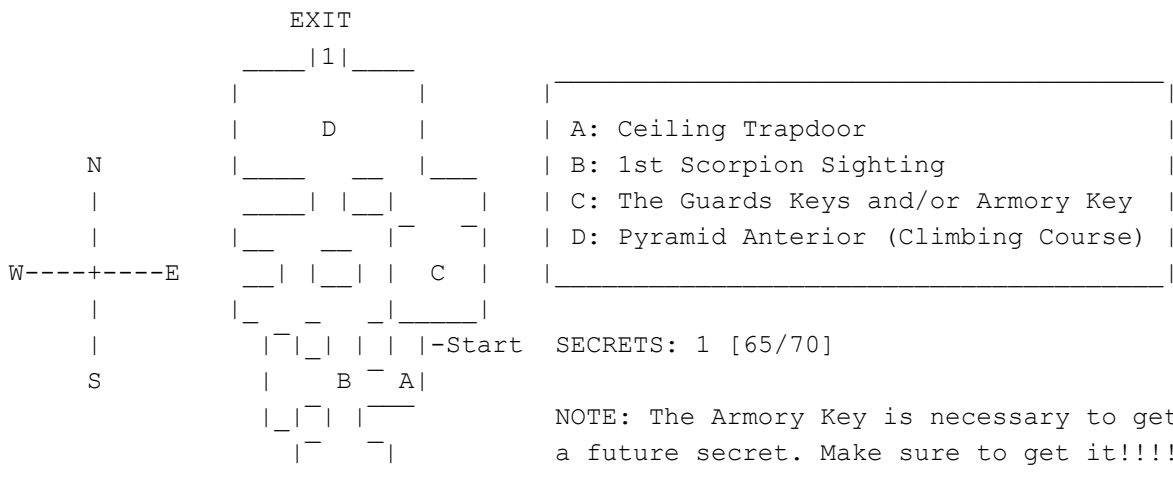 EXIT
1
D
A: Ceiling Trapdoor
N
B: 1st Scorpion Sighting
C: The Guards Keys and/or Armory Key
D: Pyramid Anterior (Climbing Course)
W----+----E
C
-Start SECRETS: 1 [65/70]
S
B
A
NOTE: The Armory Key is necessary to get
a future secret. Make sure to get it!!!!